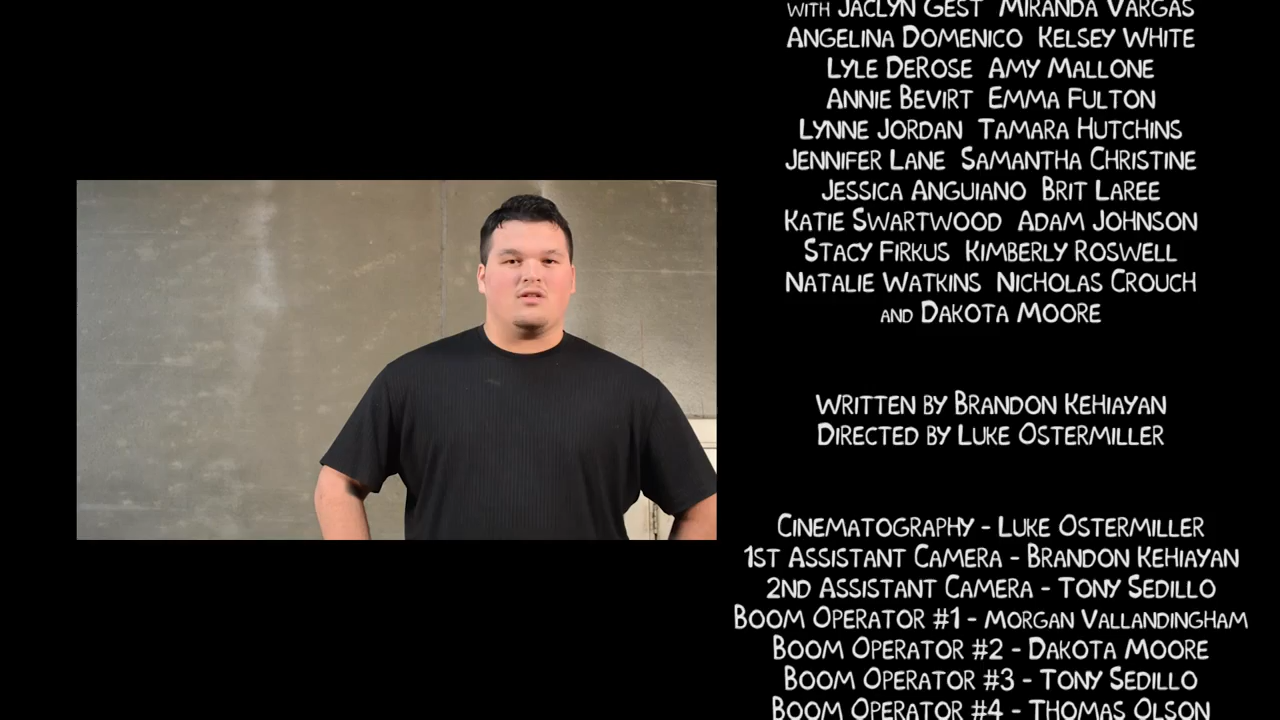 WITH JACLYN GEST MIRANDA VARGAS
ANGELINA DOMENICO KELSEY WHITE
LYLE DEROSE AMY MALLONE
ANNIE BEVIRT EMMA FULTON
LYNNE JORDAN TAMARA HUTCHINS
JENNIFER LANE SAMANTHA CHRISTINE
JESSICA ANGUIANO BRIT LAREE
KATIE SWARTWOOD ADAM JOHNSON
STACY FIRKUS KIMBERLY ROSWELL
NATALIE WATKINS NICHOLAS CROUCH
AND DAKOTA MOORE
WRITTEN BY BRANDON KEHIAYAN
DIRECTED BY LUKE OSTERMILLER
CINEMATOGRAPHY - LUKE OSTERMILLER
1ST ASSISTANT CAMERA - BRANDON KEHIAYAN
2ND ASSISTANT CAMERA - TONY SEDILLO
BOOM OPERATOR #1 - MORGAN VALLANDINGHAM
BOOM OPERATOR #2 - DAKOTA MOORE
BOOM OPERATOR #3 - TONY SEDILLO
BOOM OPERATOR #4 - THOMAS OLSON